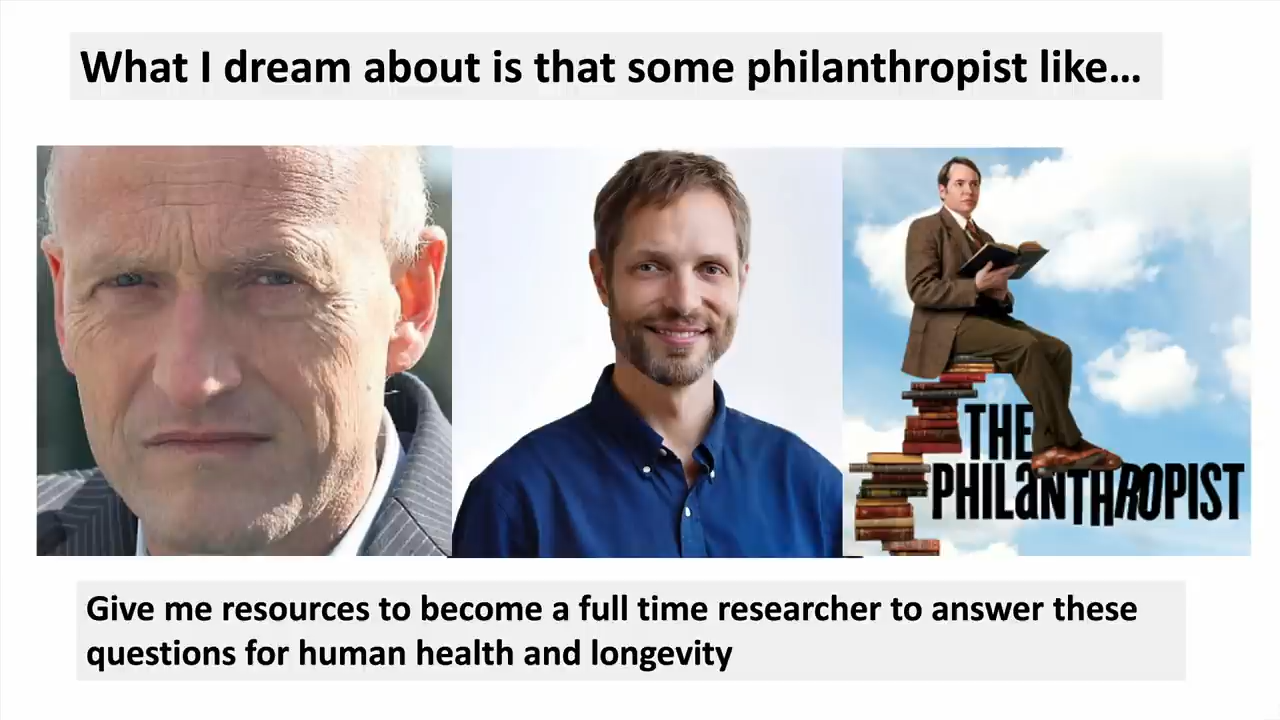 What I dream about is that some philanthropist like...
THE
PHILANTHROPIST
Give me resources to become a full time researcher to answer these
questions for human health and longevity